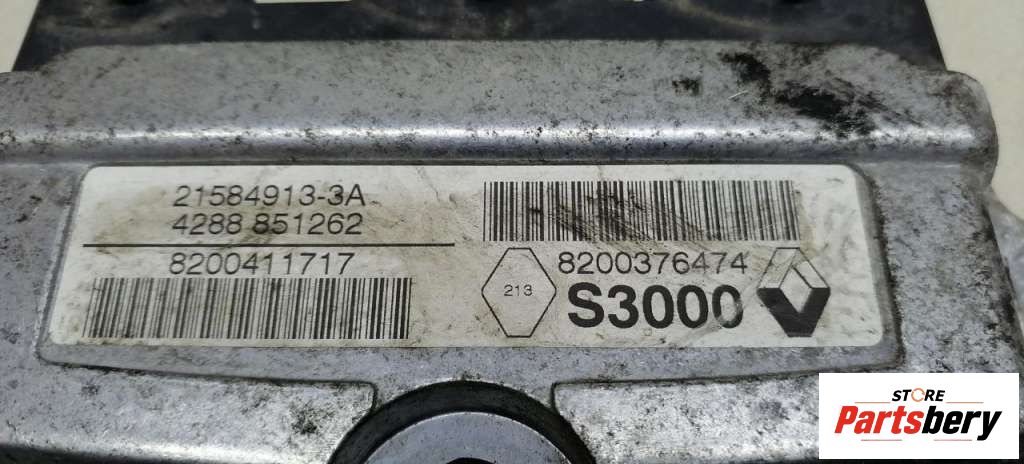 21584913-3A
4288 851262
8200411717
8200376474
213
S3000
STORE
Partsbery